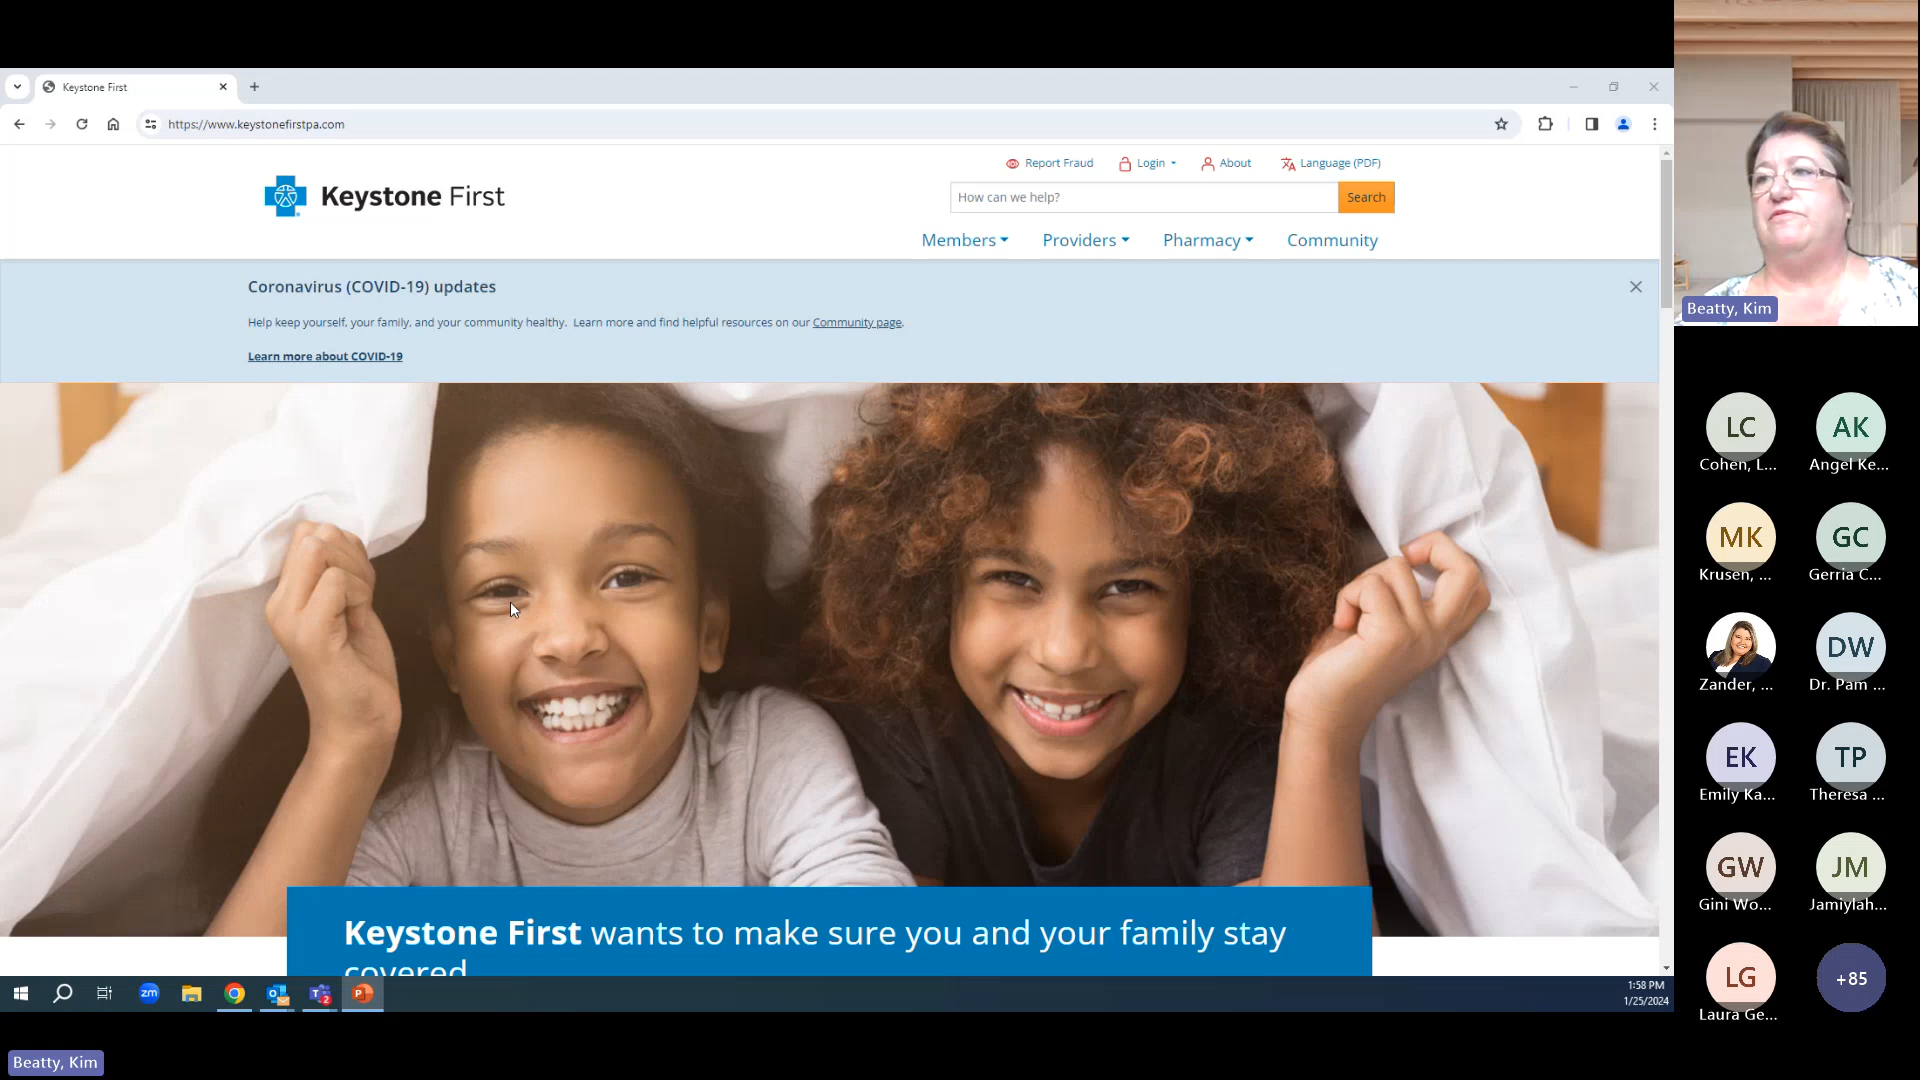 Keystone First
https://www.keystonefirstpa.com
Report Fraud
Login
About
Language (PDF)
Keystone First
How can we help?
Search
Members
Providers
Pharmacy
Community
Coronavirus (COVID-19) updates
Help keep yourself, your family, and your community healthy. Learn more and find helpful resources on our Community page.
Learn more about COVID-19
Keystone First wants to make sure you and your family stay
covered
zm
2
1:58 PM
1/25/2024
Beatty, Kim
Beatty, Kim
LC
Cohen, L...
AK
Angel Ke...
MK
Krusen, ...
GC
Gerria C...
Zander, ...
DW
Dr. Pam ...
EK
Emily Ka...
TP
Theresa ...
GW
Gini Wo...
JM
Jamiylah...
LG
Laura Ge...
+85